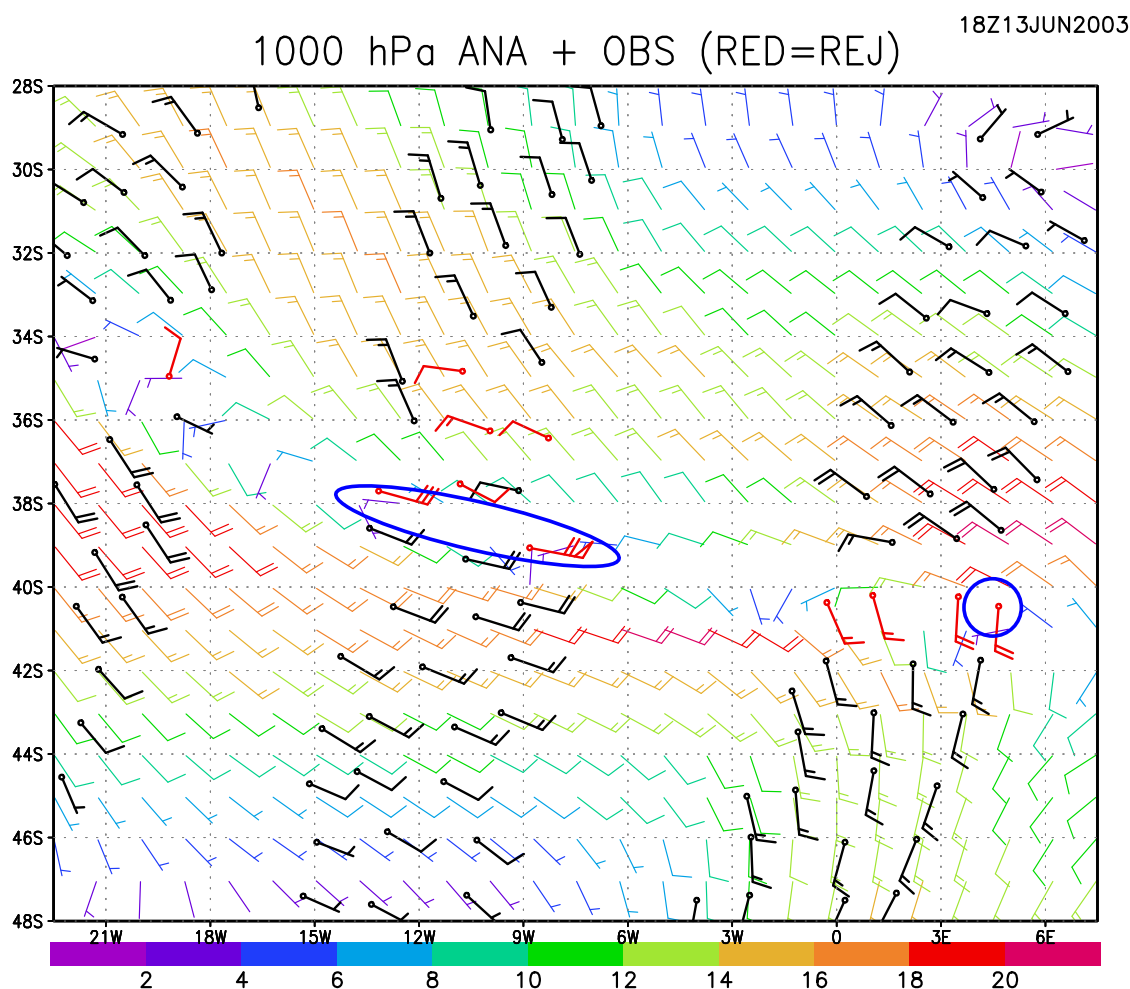 18Z13JUN2003
1000 hPa ANA + OBS (RED=REJ)
28S
30S
32S
34S
36S
38S
40S
42S
44S
46S
48S
21W 18W 15W 12W 9W 6W 3W 0 3E 6E
2 4 6 8 10 12 14 16 18 20